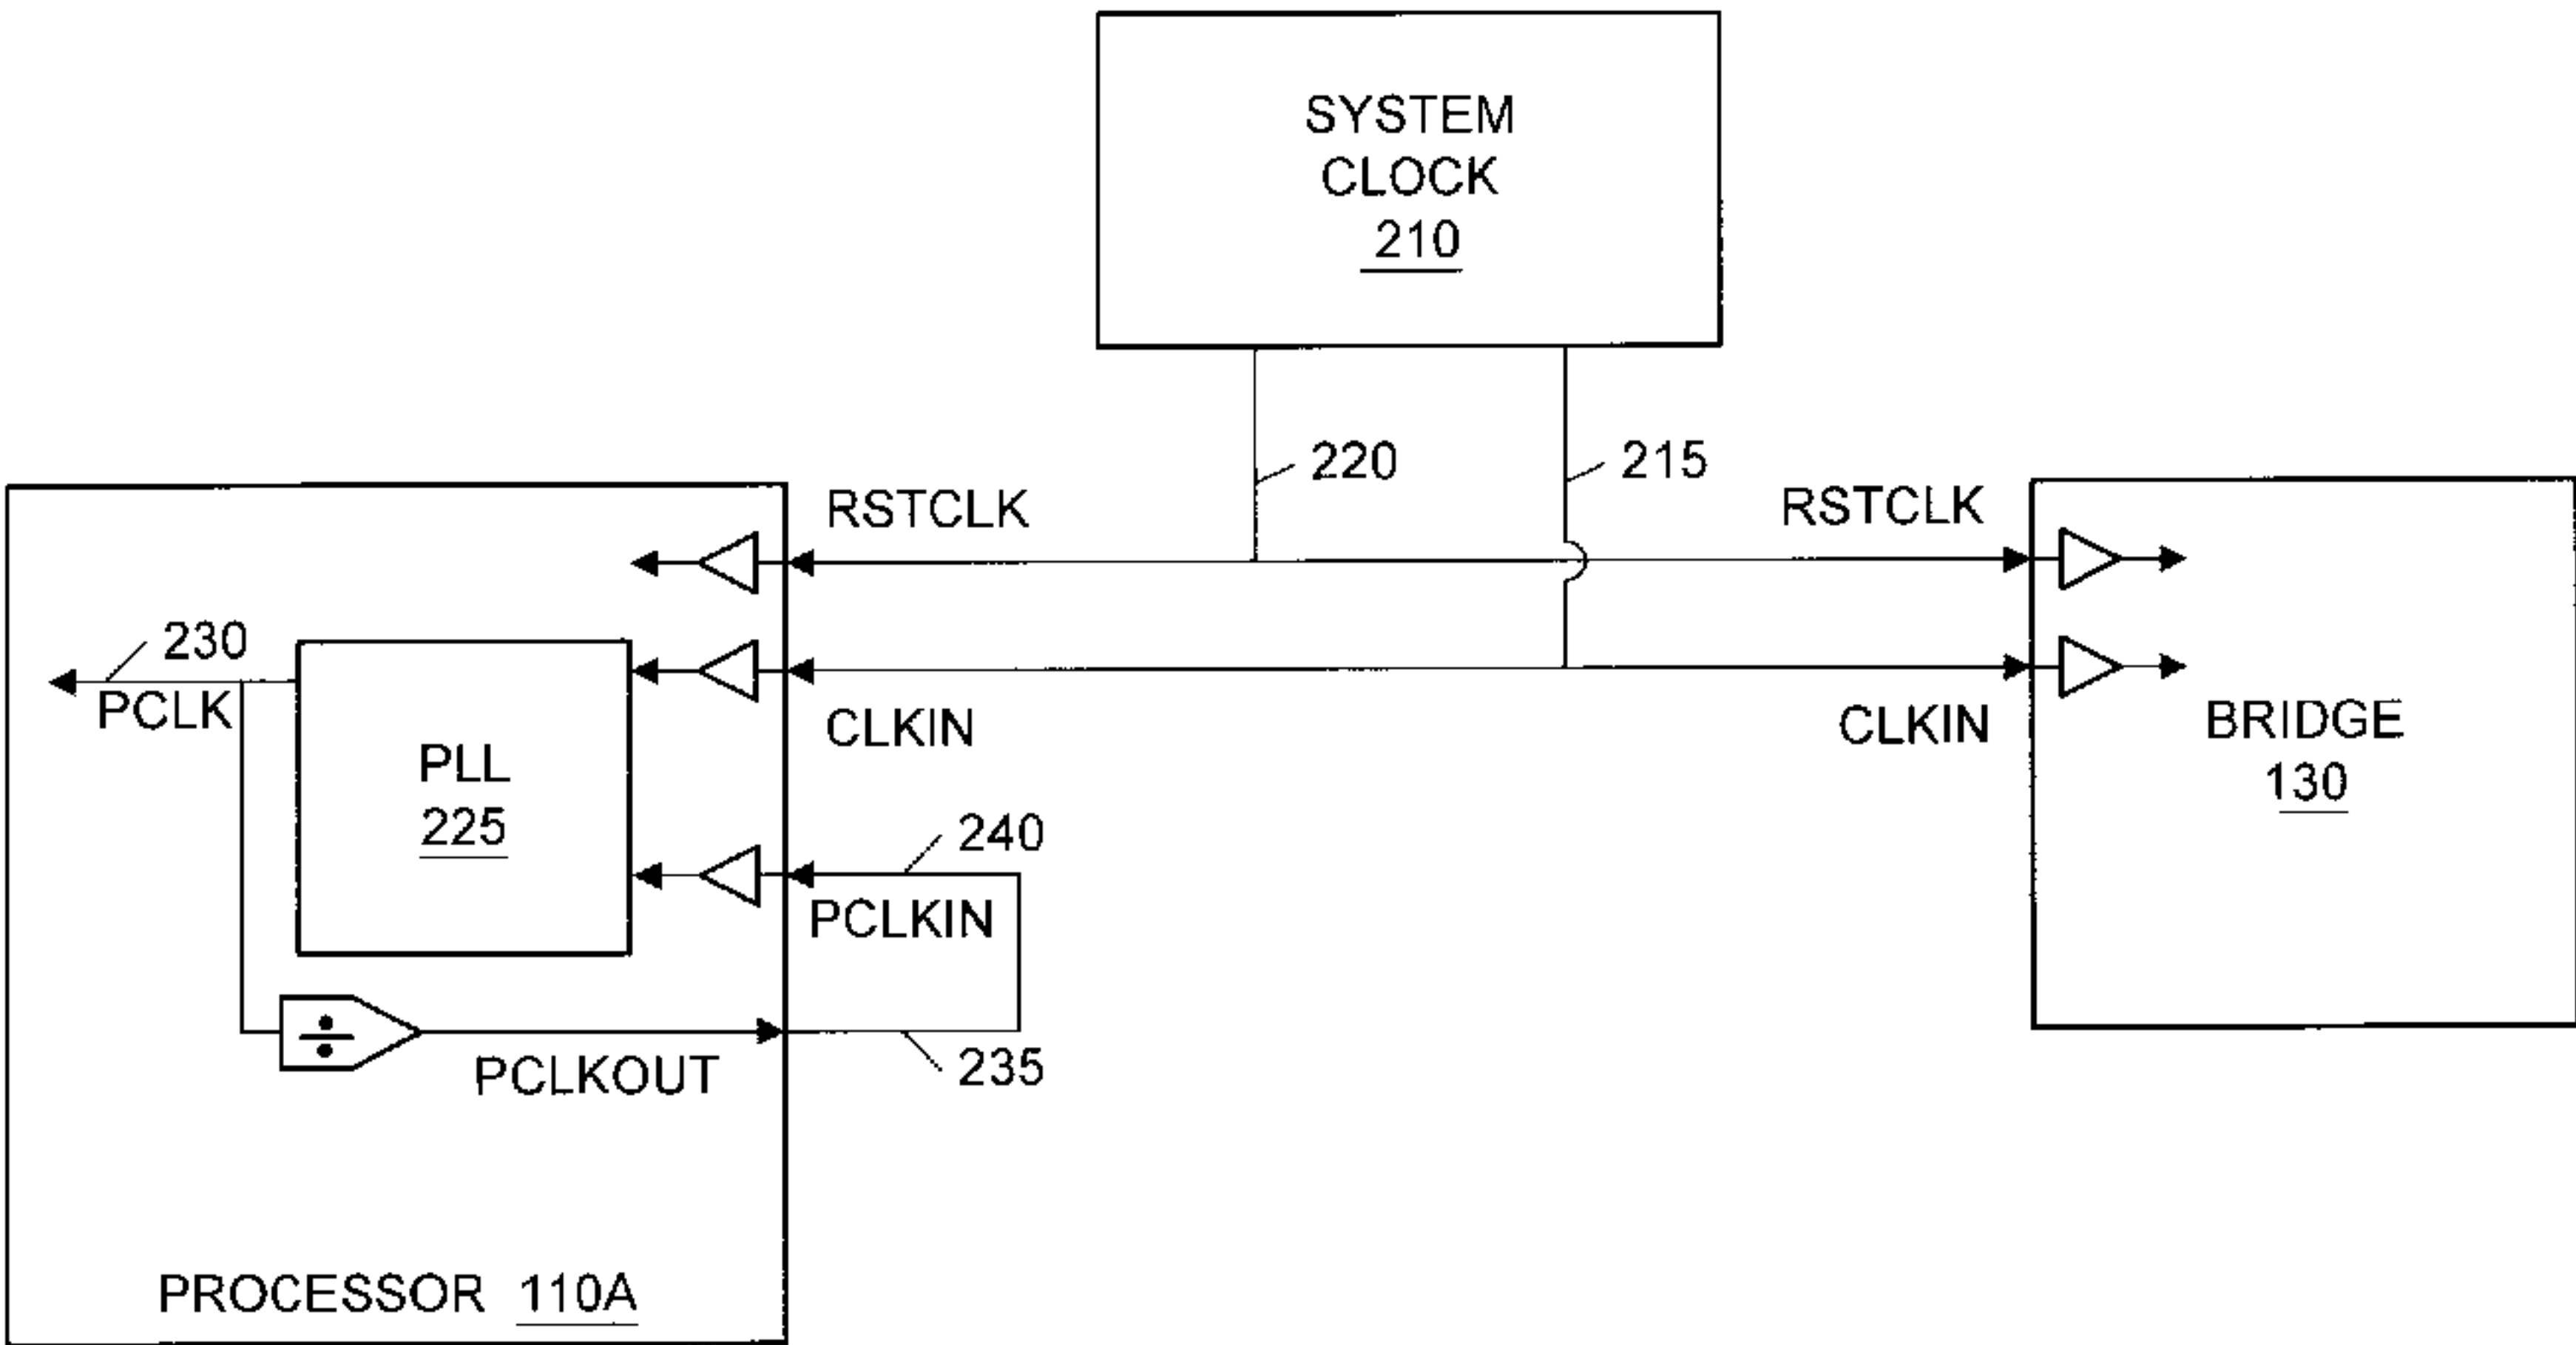 SYSTEM
CLOCK
210
220
215
RSTCLK
RSTCLK
230
PCLK
CLKIN
CLKIN
BRIDGE
130
PLL
225
240
PCLKIN
÷
PCLKOUT
235
PROCESSOR 110A